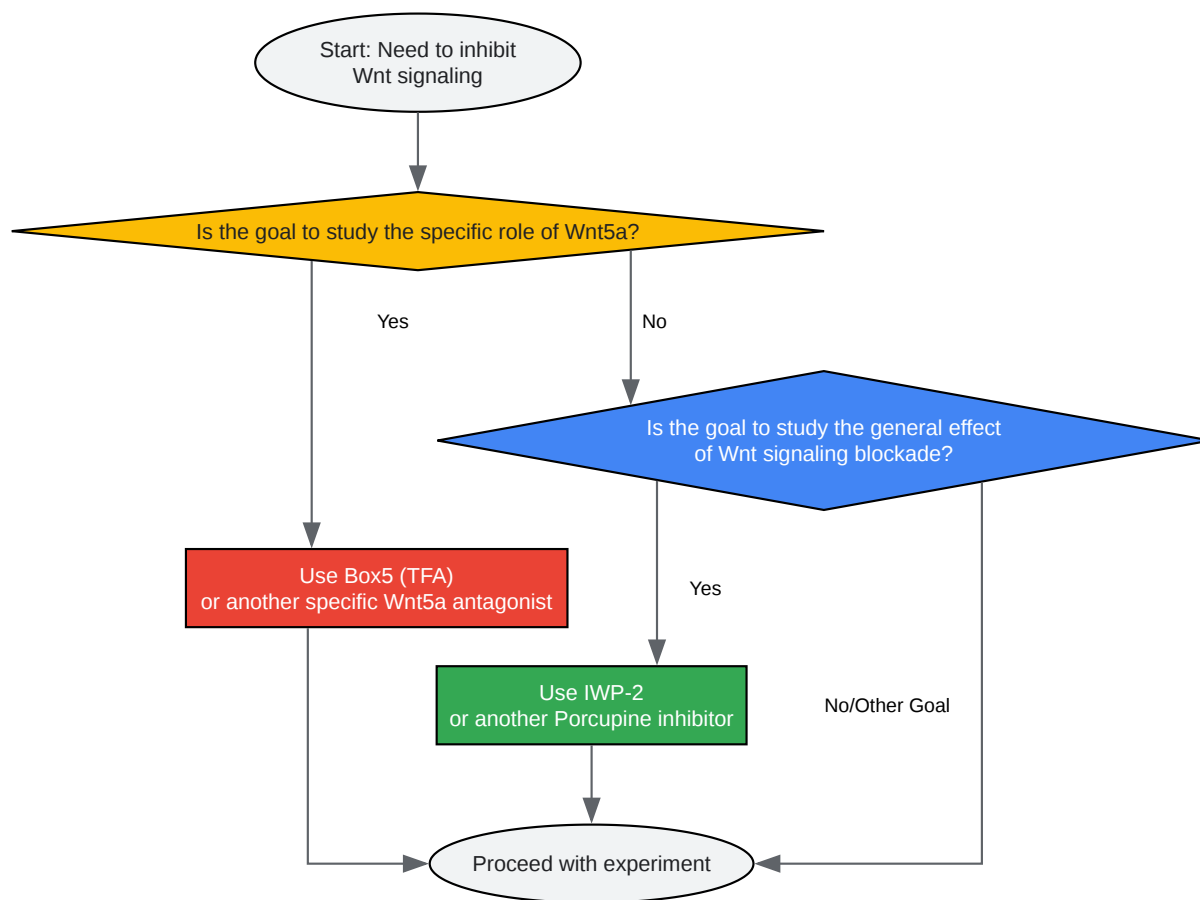 Start: Need to inhibit
Wnt signaling
Is the goal to study the specific role of Wnt5a?
Yes
No
Is the goal to study the general effect
of Wnt signaling blockade?
Use Box5 (TFA)
or another specific Wnt5a antagonist
Yes
Use IWP-2
or another Porcupine inhibitor
No/Other Goal
Proceed with experiment